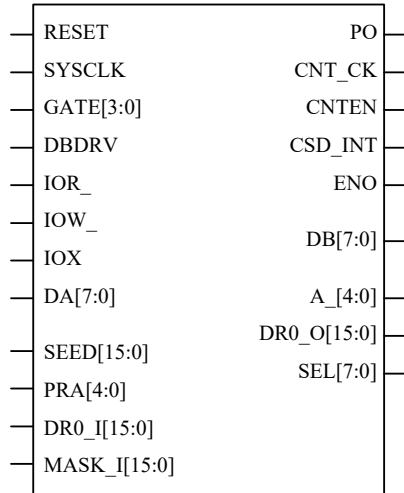 RESET
SYSCLK
GATE[3:0]
DBDRV
IOR_
IOW_
IOX
DA[7:0]
SEED[15:0]
PRA[4:0]
DR0_I[15:0]
MASK_I[15:0]
PO
CNT_CK
CNTEN
CSD_INT
ENO
DB[7:0]
A_[4:0]
DR0_O[15:0]
SEL[7:0]